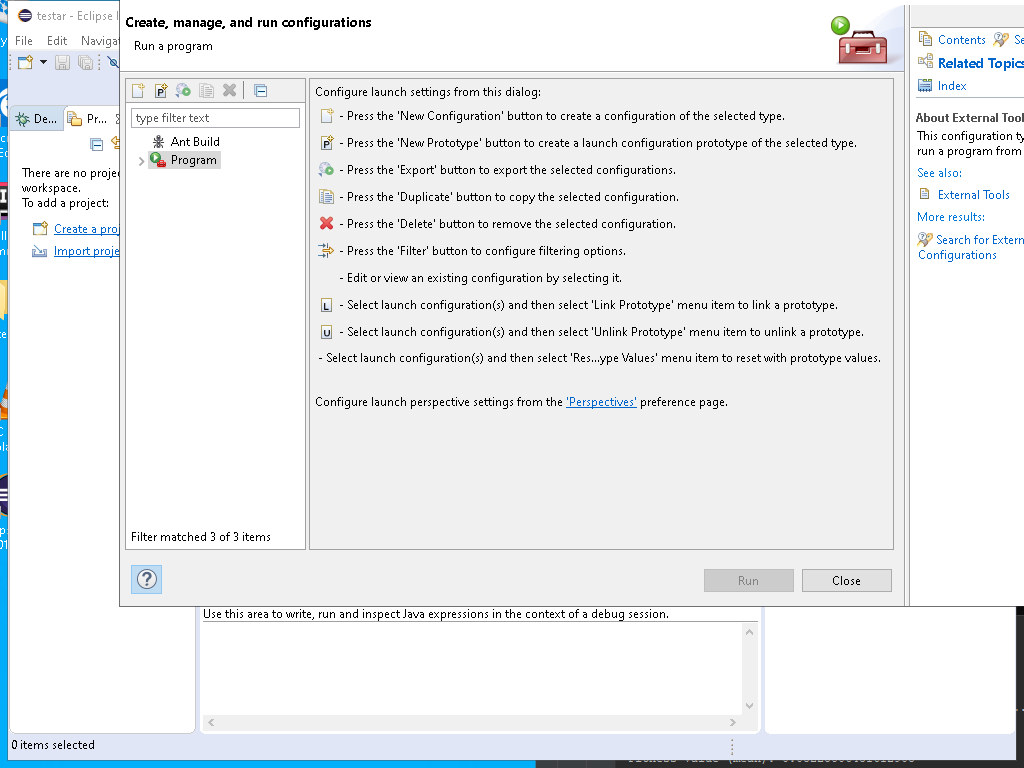 testar - Eclipse I
File Edit Navigat
De... Pr...
There are no proje
workspace.
To add a project:
Create a proj
Import proje
Create, manage, and run configurations
Run a program
type filter text
Ant Build
Program
Filter matched 3 of 3 items
Configure launch settings from this dialog:
- Press the 'New Configuration' button to create a configuration of the selected type.
P - Press the 'New Prototype' button to create a launch configuration prototype of the selected type.
- Press the 'Export' button to export the selected configurations.
- Press the 'Duplicate' button to copy the selected configuration.
- Press the 'Delete' button to remove the selected configuration.
- Press the 'Filter' button to configure filtering options.
- Edit or view an existing configuration by selecting it.
L - Select launch configuration(s) and then select 'Link Prototype' menu item to link a prototype.
U - Select launch configuration(s) and then select 'Unlink Prototype' menu item to unlink a prototype.
- Select launch configuration(s) and then select 'Res...ype Values' menu item to reset with prototype values.
Configure launch perspective settings from the 'Perspectives' preference page.
? Run Close
Contents Se
Related Topics
Index
About External Tool
This configuration ty
run a program from
See also:
External Tools
More results:
Search for Extern
Configurations
Use this area to write, run and inspect Java expressions in the context of a debug session.
0 items selected